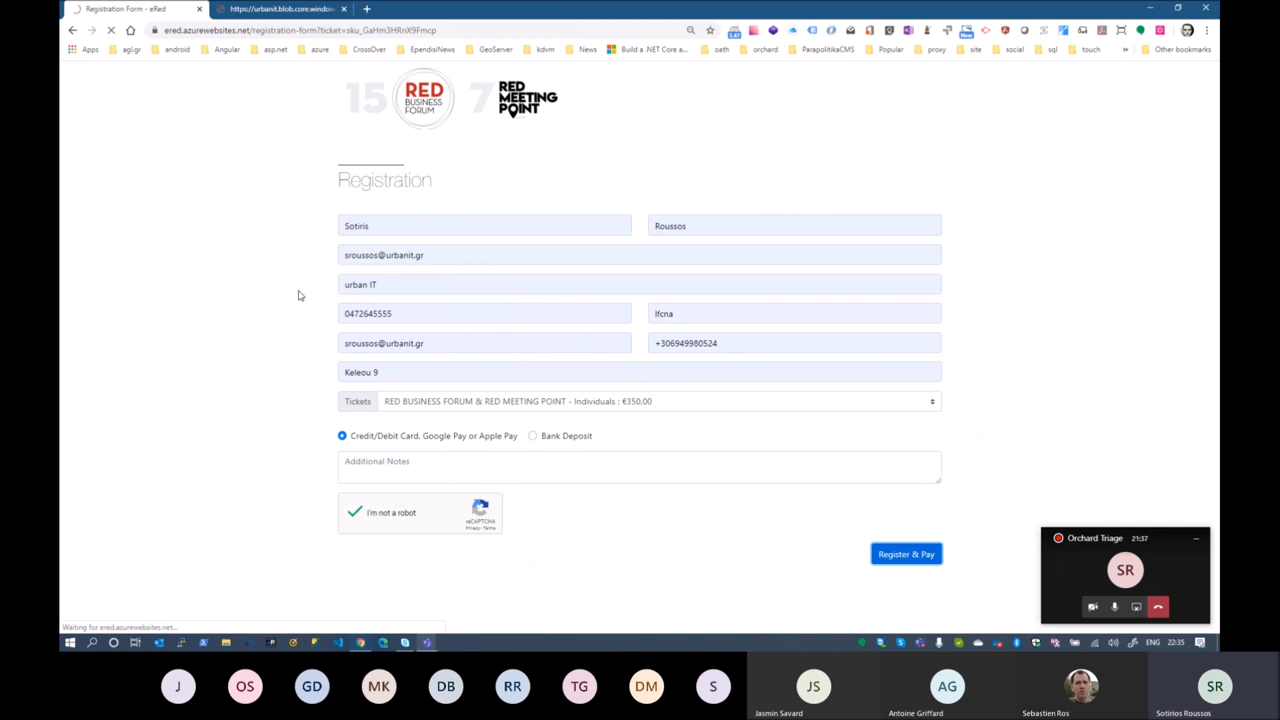 Registration Form - eRed
https://urbanit.blob.core.window
ered.azurewebsites.net/registration-form?ticket=sku_GaHm3HRnX9Fmcp
Apps agl.gr android Angular asp.net azure CrossOver EpendisiNews GeoServer kdvm News Build a .NET Core a... oath orchard ParapolitikaCMS Popular proxy site social sql touch » Other bookmarks
15 RED BUSINESS FORUM 7 RED MEETING POINT
Registration
Sotiris Roussos
sroussos@urbanit.gr
urban IT
0472645555 lfcna
sroussos@urbanit.gr +306949980524
Keleou 9
Tickets RED BUSINESS FORUM & RED MEETING POINT - Individuals : €350.00
Credit/Debit Card, Google Pay or Apple Pay Bank Deposit
Additional Notes
I'm not a robot
reCAPTCHA
Privacy - Terms
Register & Pay
Orchard Triage 21:37
SR
Waiting for ered.azurewebsites.net...
ENG 22:35
J OS GD MK DB RR TG DM S JS AG SR
Jasmin Savard Antoine Griffard Sebastien Ros Sotirios Roussos